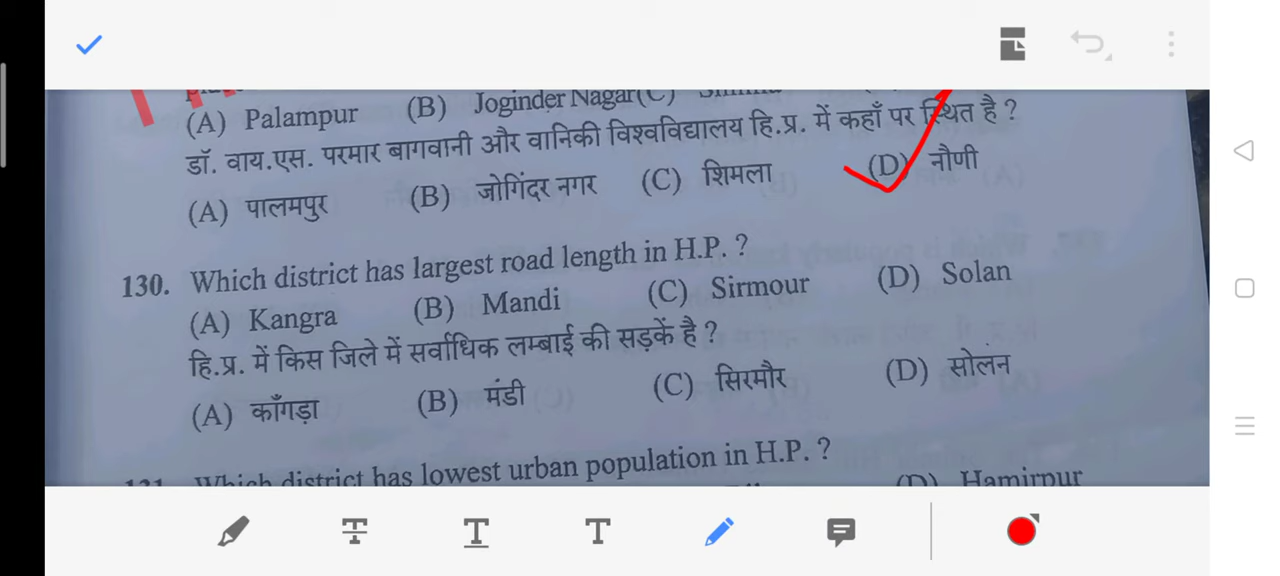 (A) Palampur (B) Joginder Nagar (C)
डॉ. वाय.एस. परमार बागवानी और वानिकी विश्वविद्यालय हि.प्र. में कहाँ पर स्थित है ?
(A) पालमपुर (B) जोगिंदर नगर (C) शिमला (D) नौणी
130. Which district has largest road length in H.P. ?
(A) Kangra (B) Mandi (C) Sirmour (D) Solan
हि.प्र. में किस जिले में सर्वाधिक लम्बाई की सड़कें है ?
(A) काँगड़ा (B) मंडी (C) सिरमौर (D) सोलन
Which district has lowest urban population in H.P. ?
(D) Hamirpur